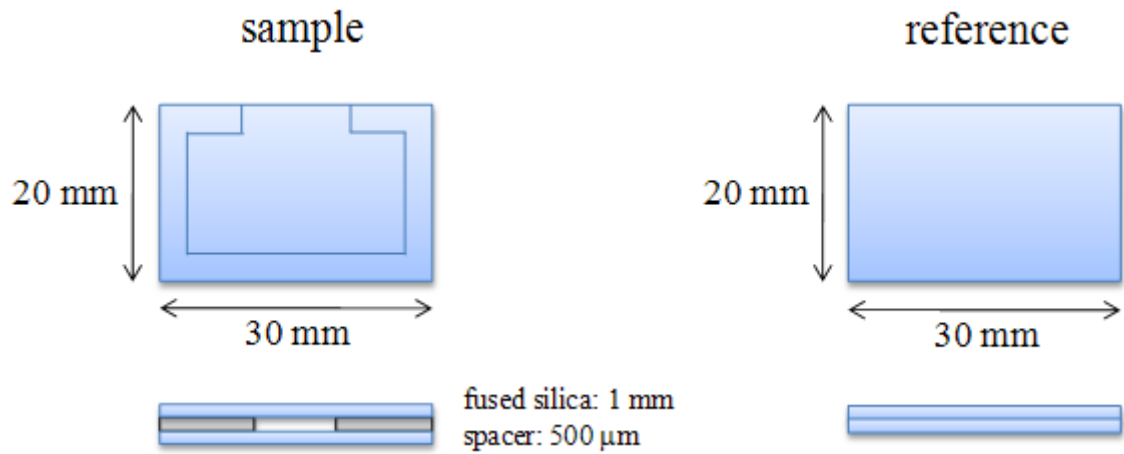 sample
reference
20 mm
20 mm
30 mm
30 mm
fused silica: 1 mm
spacer: 500 µm